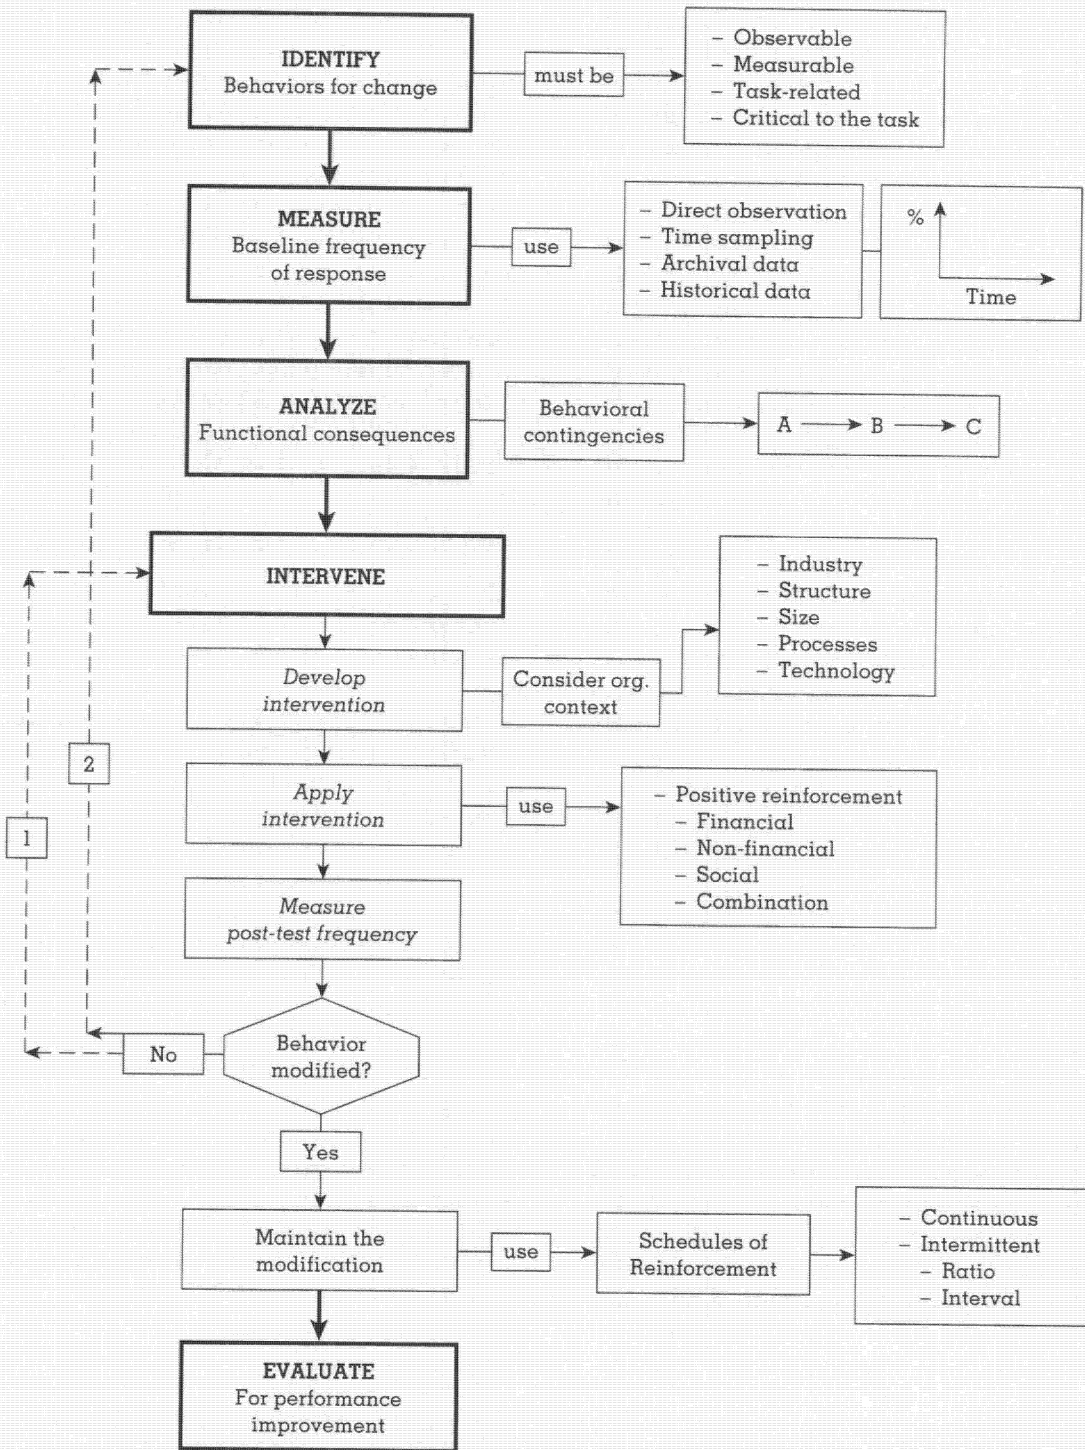 IDENTIFY
Behaviors for change
must be
– Observable
– Measurable
– Task-related
– Critical to the task
MEASURE
Baseline frequency
of response
use
– Direct observation
– Time sampling
– Archival data
– Historical data
%
Time
ANALYZE
Functional consequences
Behavioral
contingencies
A B C
INTERVENE
Develop
intervention
Consider org.
context
– Industry
– Structure
– Size
– Processes
– Technology
2
1
Apply
intervention
use
– Positive reinforcement
– Financial
– Non-financial
– Social
– Combination
Measure
post-test frequency
No
Behavior
modified?
Yes
Maintain the
modification
use
Schedules of
Reinforcement
– Continuous
– Intermittent
– Ratio
– Interval
EVALUATE
For performance
improvement